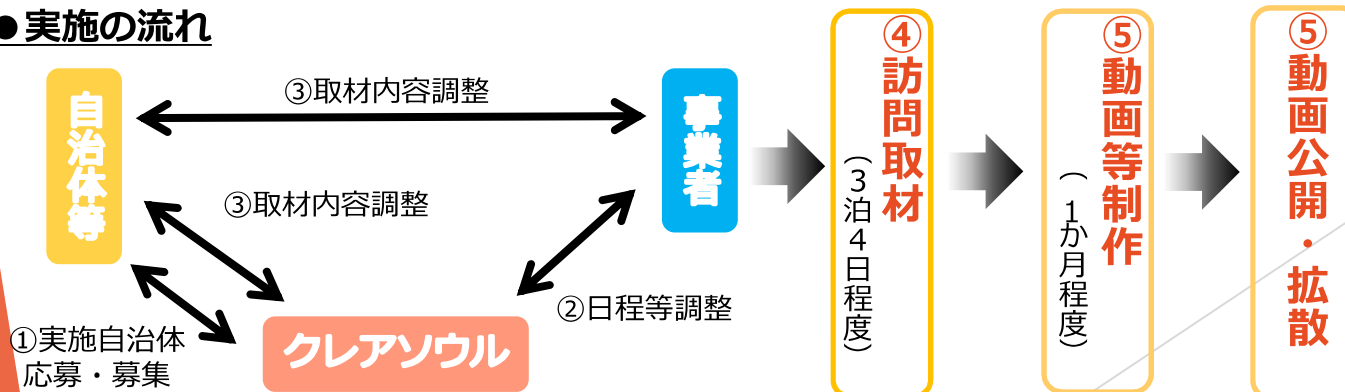 ●実施の流れ
自治体等
③取材内容調整
事業者
③取材内容調整
②日程等調整
①実施自治体
応募・募集
クレアソウル
④訪問取材
（３泊４日程度）
⑤動画等制作
（１か月程度）
⑤動画公開・拡散